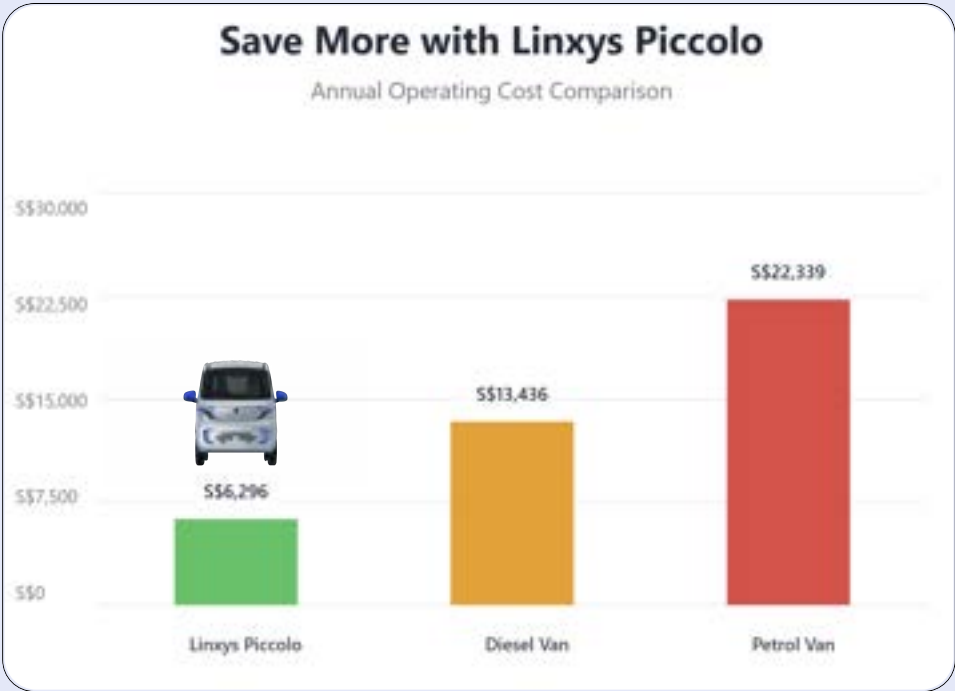 Save More with Linxys Piccolo
Annual Operating Cost Comparison
S$30,000
S$22,339
S$22,500
S$13,436
S$15,000
S$6,296
S$7,500
S$0
Linxys Piccolo
Diesel Van
Petrol Van